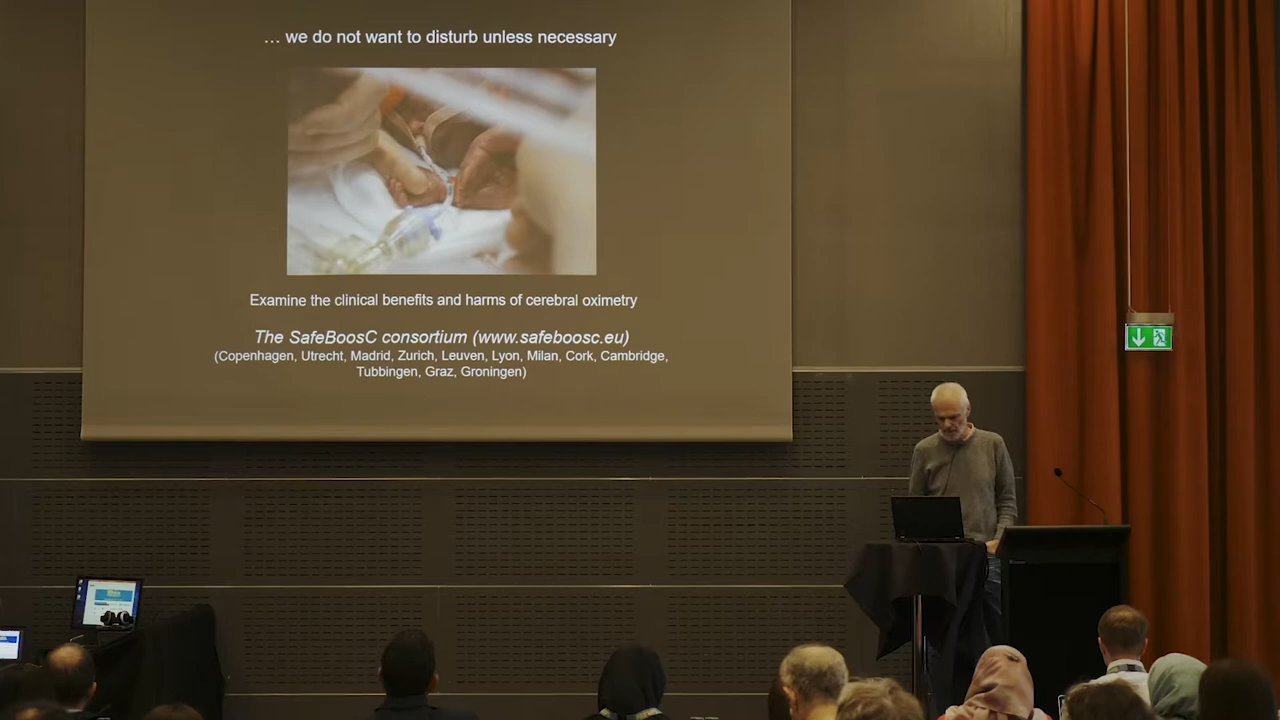 … we do not want to disturb unless necessary
Examine the clinical benefits and harms of cerebral oximetry
The SafeBoosC consortium (www.safeboosc.eu)
(Copenhagen, Utrecht, Madrid, Zurich, Leuven, Lyon, Milan, Cork, Cambridge,
Tubbingen, Graz, Groningen)